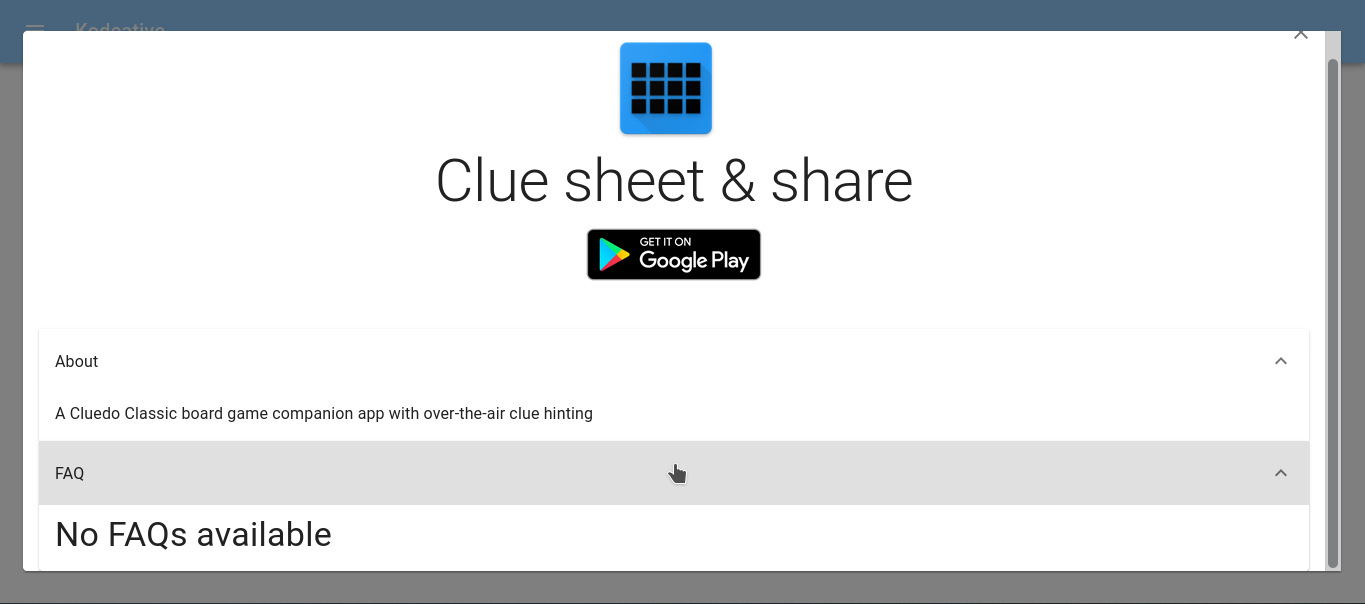 Kodeative
Clue sheet & share
GET IT ON
Google Play
About
A Cluedo Classic board game companion app with over-the-air clue hinting
FAQ
No FAQs available